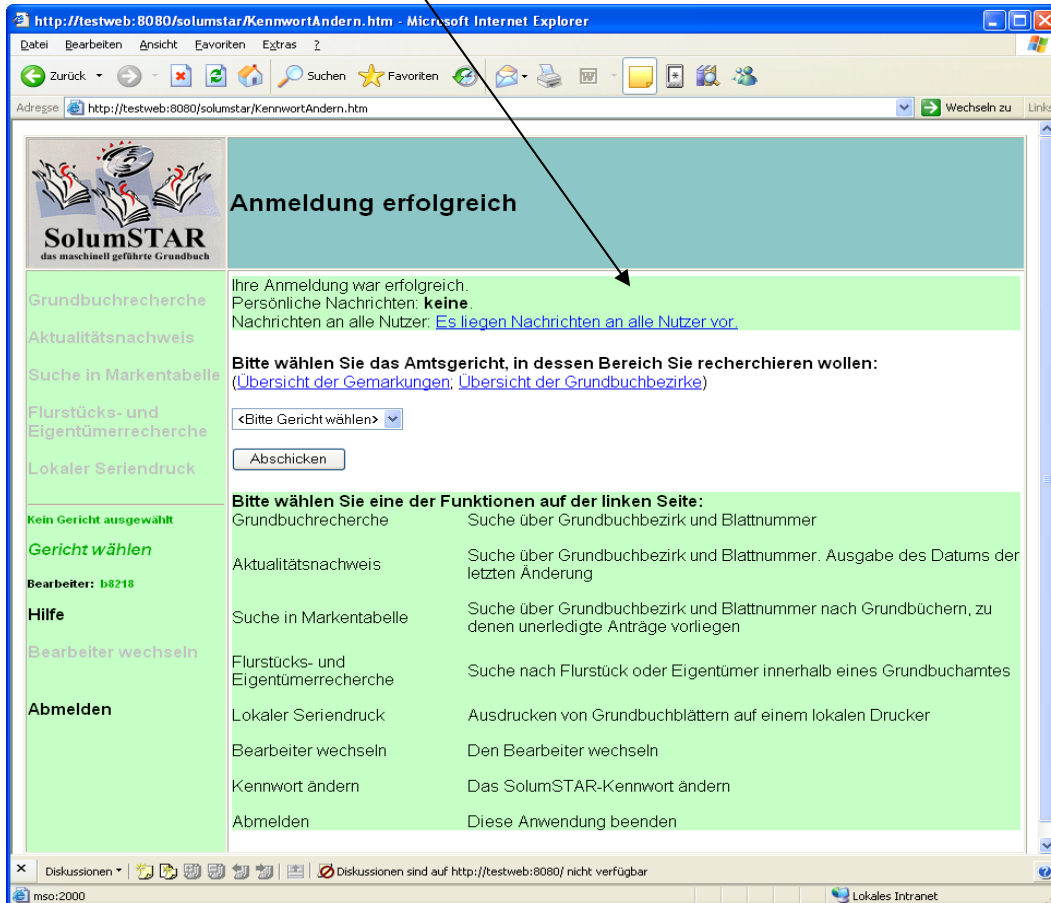 http://testweb:8080/solumstar/KennwortAndern.htm - Microsoft Internet Explorer
Datei Bearbeiten Ansicht Favoriten Extras ?
Zurück Suchen Favoriten
Adresse http://testweb:8080/solumstar/KennwortAndern.htm Wechseln zu Links
SolumSTAR
das maschinell geführte Grundbuch
Anmeldung erfolgreich
Grundbuchrecherche
Aktualitätsnachweis
Suche in Markentabelle
Flurstücks- und
Eigentümerrecherche
Lokaler Seriendruck
Kein Gericht ausgewählt
Gericht wählen
Bearbeiter: b8218
Hilfe
Bearbeiter wechseln
Abmelden
Ihre Anmeldung war erfolgreich.
Persönliche Nachrichten: keine.
Nachrichten an alle Nutzer: Es liegen Nachrichten an alle Nutzer vor.
Bitte wählen Sie das Amtsgericht, in dessen Bereich Sie recherchieren wollen:
(Übersicht der Gemarkungen; Übersicht der Grundbuchbezirke)
<Bitte Gericht wählen>
Abschicken
Bitte wählen Sie eine der Funktionen auf der linken Seite:
Grundbuchrecherche Suche über Grundbuchbezirk und Blattnummer
Aktualitätsnachweis Suche über Grundbuchbezirk und Blattnummer. Ausgabe des Datums der
letzten Änderung
Suche in Markentabelle Suche über Grundbuchbezirk und Blattnummer nach Grundbüchern, zu
denen unerledigte Anträge vorliegen
Flurstücks- und
Eigentümerrecherche Suche nach Flurstück oder Eigentümer innerhalb eines Grundbuchamtes
Lokaler Seriendruck Ausdrucken von Grundbuchblättern auf einem lokalen Drucker
Bearbeiter wechseln Den Bearbeiter wechseln
Kennwort ändern Das SolumSTAR-Kennwort ändern
Abmelden Diese Anwendung beenden
Diskussionen Diskussionen sind auf http://testweb:8080/ nicht verfügbar
mso:2000 Lokales Intranet